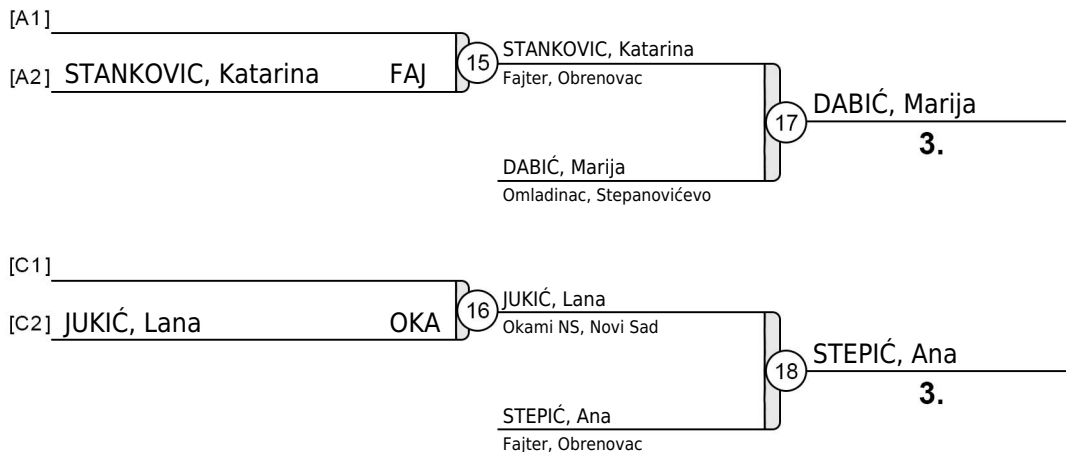 [A1]
[A2] STANKOVIC, Katarina FAJ
15
STANKOVIC, Katarina
Fajter, Obrenovac
DABIĆ, Marija
Omladinac, Stepanovićevo
17
DABIĆ, Marija
3.
[C1]
[C2] JUKIĆ, Lana OKA
16
JUKIĆ, Lana
Okami NS, Novi Sad
STEPIĆ, Ana
Fajter, Obrenovac
18
STEPIĆ, Ana
3.